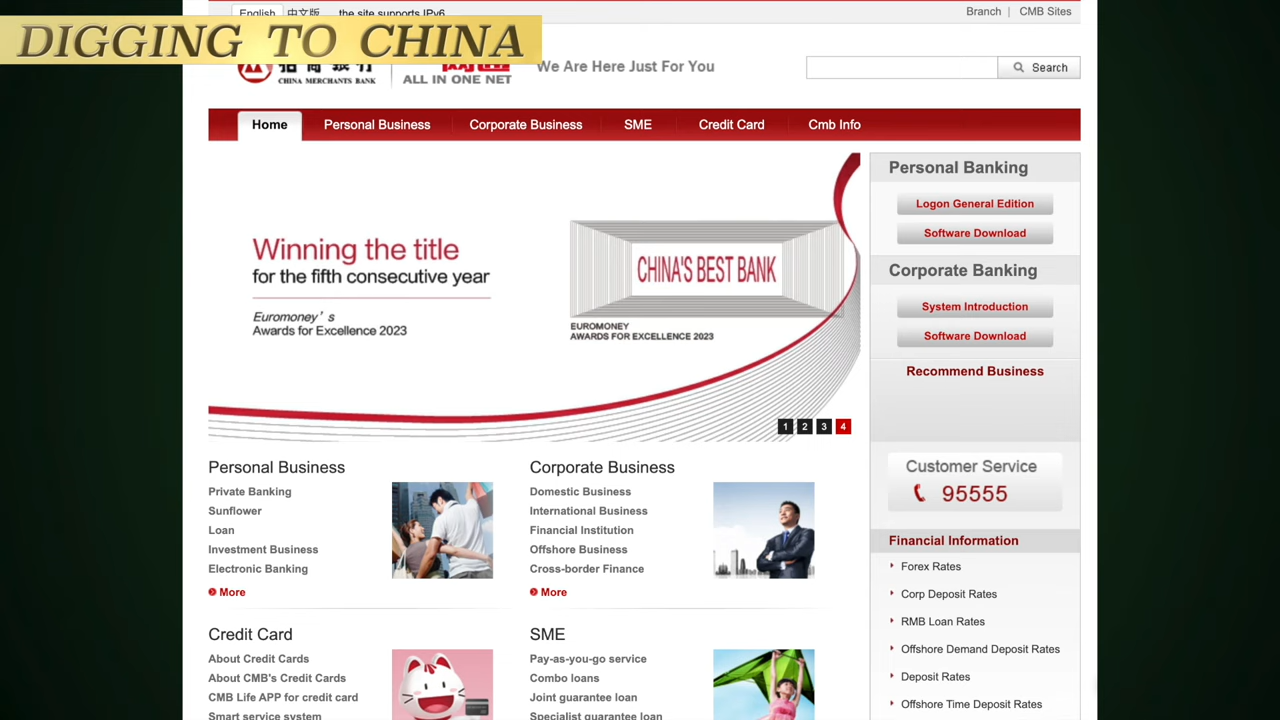 English 中文版 the site supports IPv6
Branch | CMB Sites
DIGGING TO CHINA
招商银行
CHINA MERCHANTS BANK
ALL IN ONE NET
We Are Here Just For You
Search
Home Personal Business Corporate Business SME Credit Card Cmb Info
Winning the title
for the fifth consecutive year
Euromoney's
Awards for Excellence 2023
CHINA'S BEST BANK
EUROMONEY
AWARDS FOR EXCELLENCE 2023
1 2 3 4
Personal Banking
Logon General Edition
Software Download
Corporate Banking
System Introduction
Software Download
Recommend Business
Customer Service
95555
Financial Information
Forex Rates
Corp Deposit Rates
RMB Loan Rates
Offshore Demand Deposit Rates
Deposit Rates
Offshore Time Deposit Rates
Personal Business
Private Banking
Sunflower
Loan
Investment Business
Electronic Banking
More
Corporate Business
Domestic Business
International Business
Financial Institution
Offshore Business
Cross-border Finance
More
Credit Card
About Credit Cards
About CMB's Credit Cards
CMB Life APP for credit card
Smart service system
SME
Pay-as-you-go service
Combo loans
Joint guarantee loan
Specialist guarantee loan